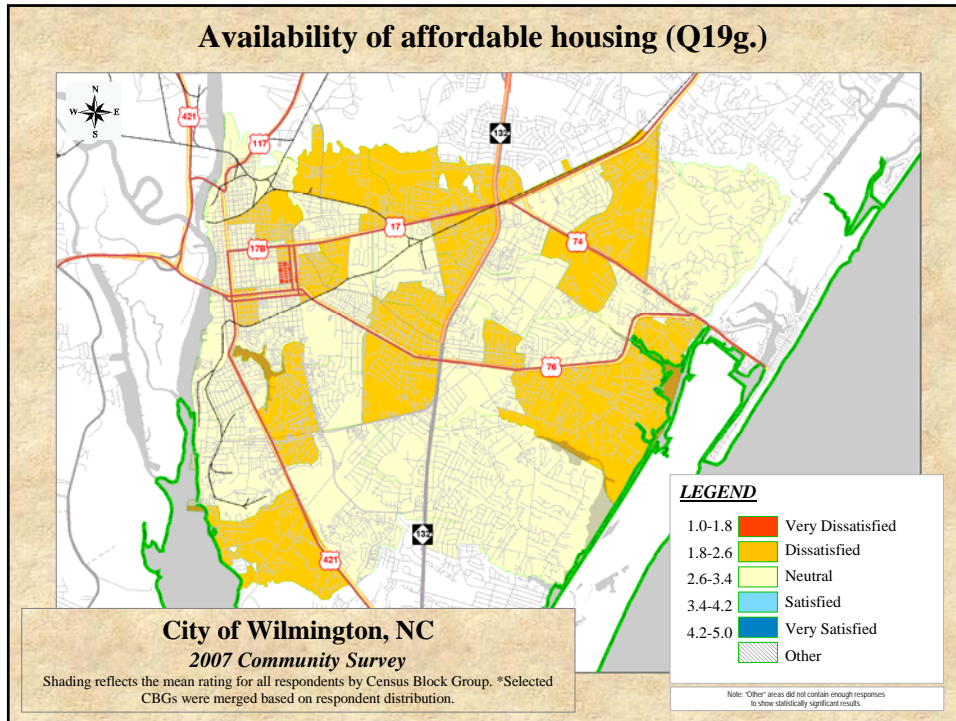 Availability of affordable housing (Q19g.)
N
W E
S
421
117
132
17
17B
74
76
132
421
LEGEND
1.0-1.8 Very Dissatisfied
1.8-2.6 Dissatisfied
2.6-3.4 Neutral
3.4-4.2 Satisfied
4.2-5.0 Very Satisfied
Other
City of Wilmington, NC
2007 Community Survey
Shading reflects the mean rating for all respondents by Census Block Group. *Selected
CBGs were merged based on respondent distribution.
Note: "Other" areas did not contain enough responses
to show statistically significant results.